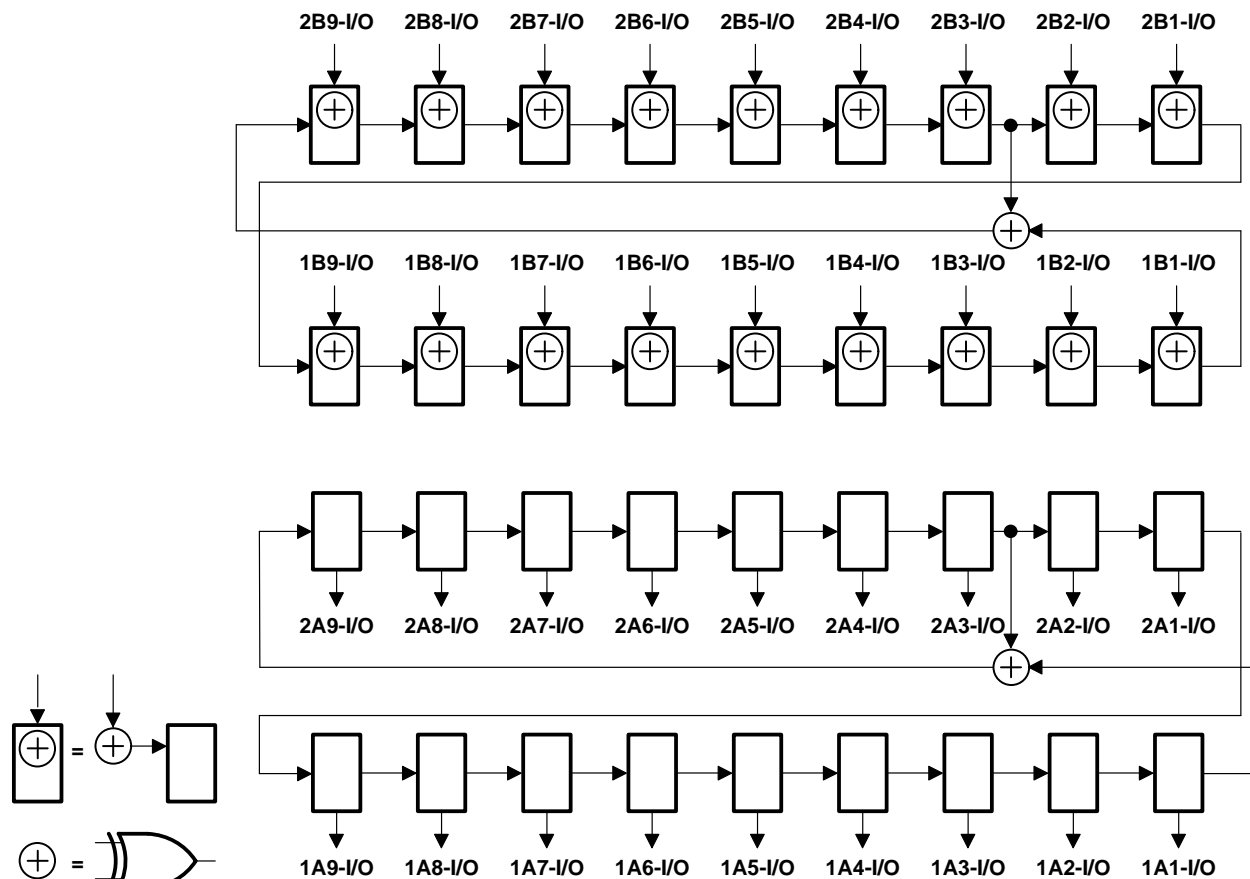 2B9-I/O 2B8-I/O 2B7-I/O 2B6-I/O 2B5-I/O 2B4-I/O 2B3-I/O 2B2-I/O 2B1-I/O
1B9-I/O 1B8-I/O 1B7-I/O 1B6-I/O 1B5-I/O 1B4-I/O 1B3-I/O 1B2-I/O 1B1-I/O
2A9-I/O 2A8-I/O 2A7-I/O 2A6-I/O 2A5-I/O 2A4-I/O 2A3-I/O 2A2-I/O 2A1-I/O
=
=
1A9-I/O 1A8-I/O 1A7-I/O 1A6-I/O 1A5-I/O 1A4-I/O 1A3-I/O 1A2-I/O 1A1-I/O